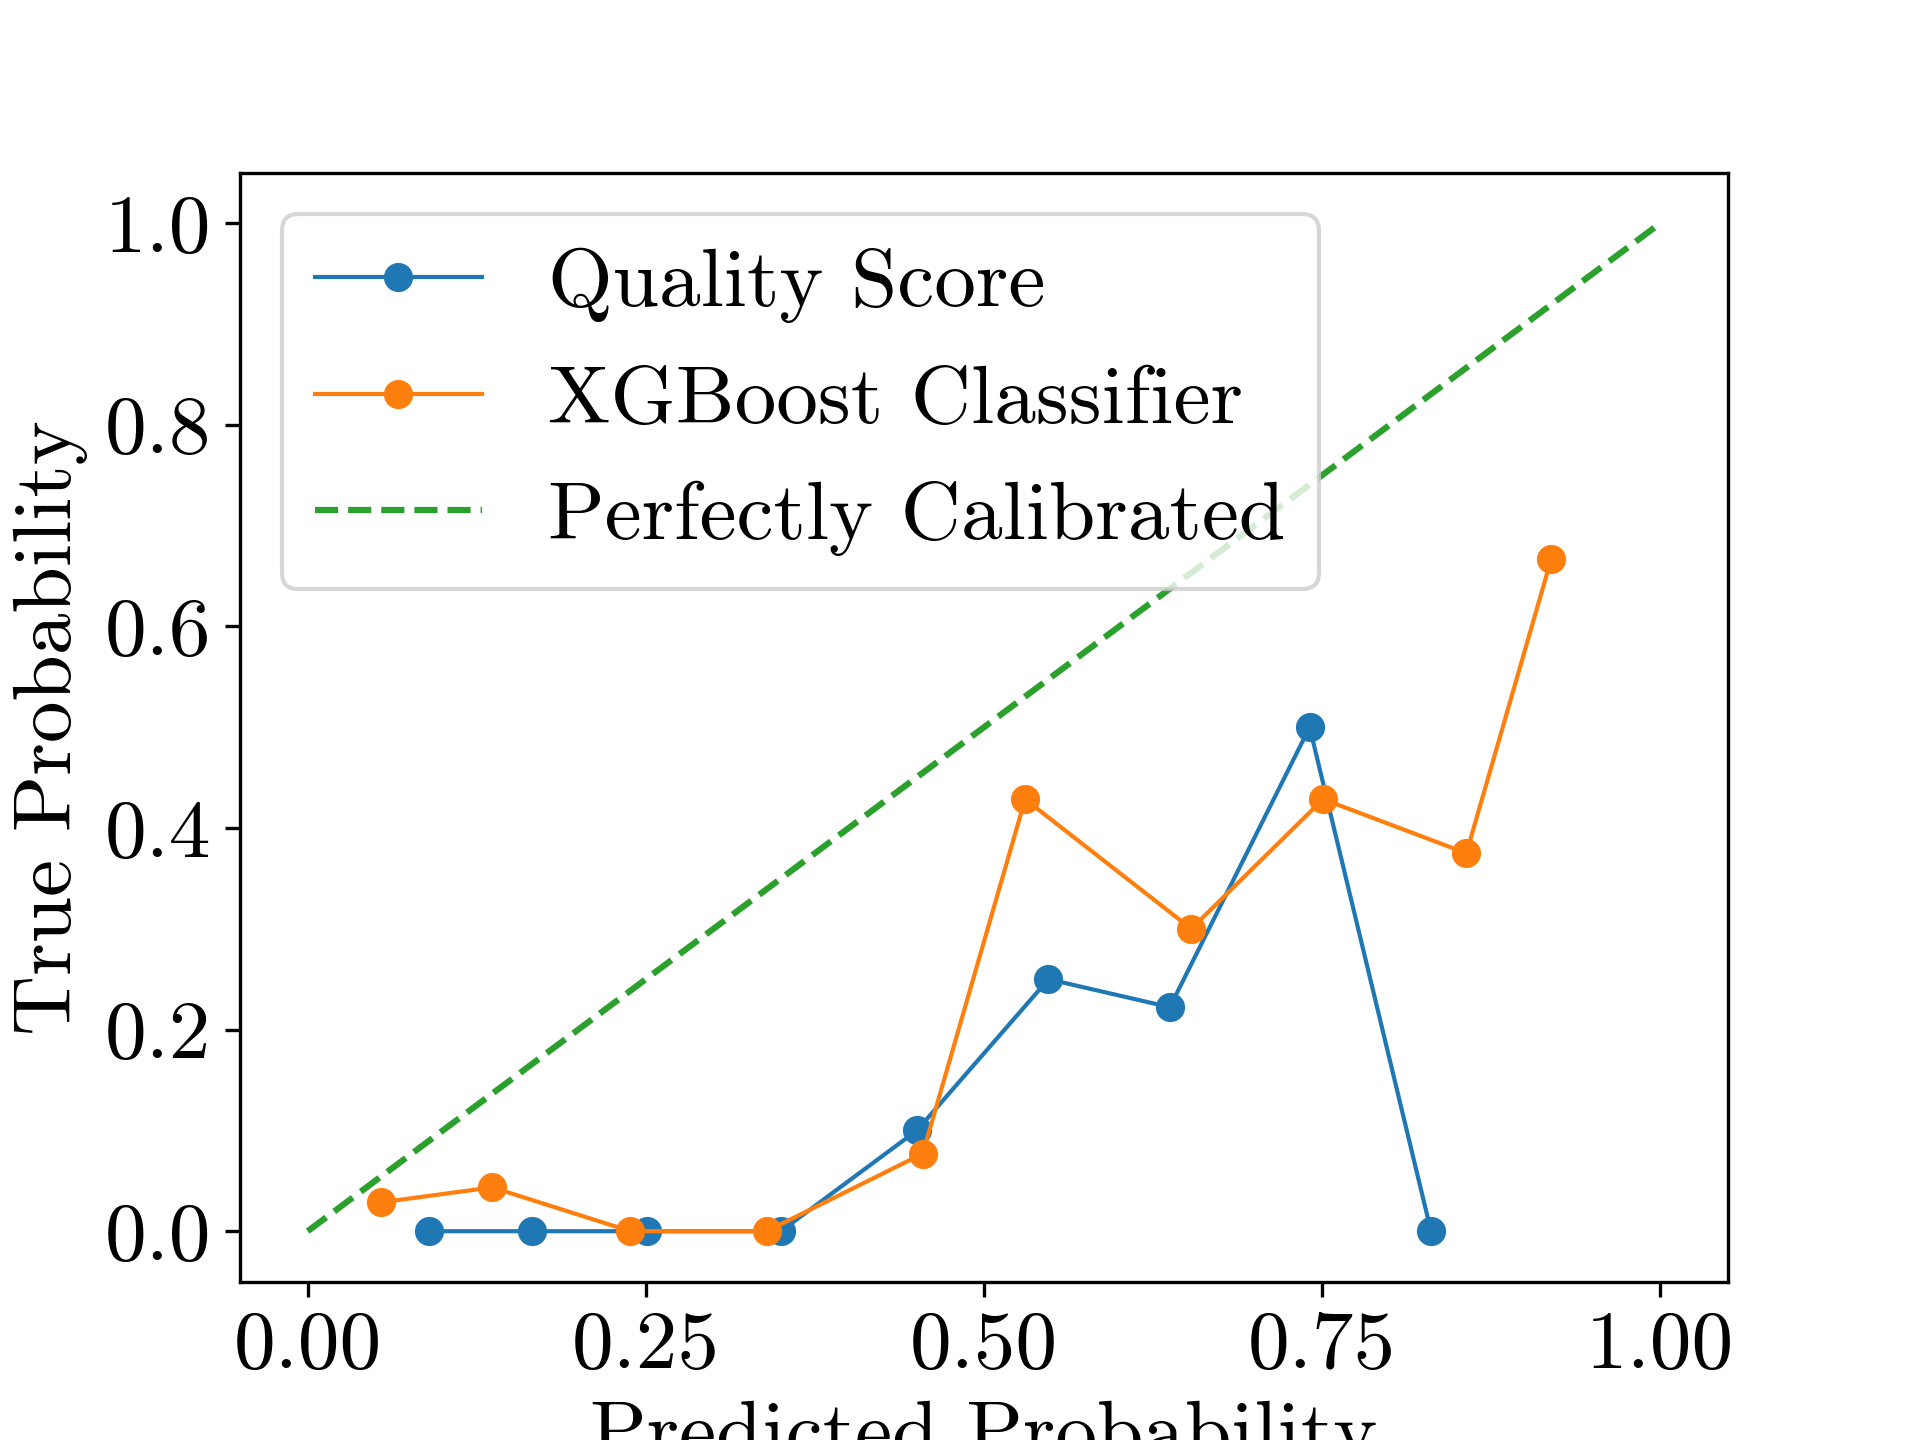 Quality Score
XGBoost Classifier
Perfectly Calibrated
1.0
0.8
0.6
0.4
0.2
0.0
True Probability
0.00 0.25 0.50 0.75 1.00
Predicted Probability